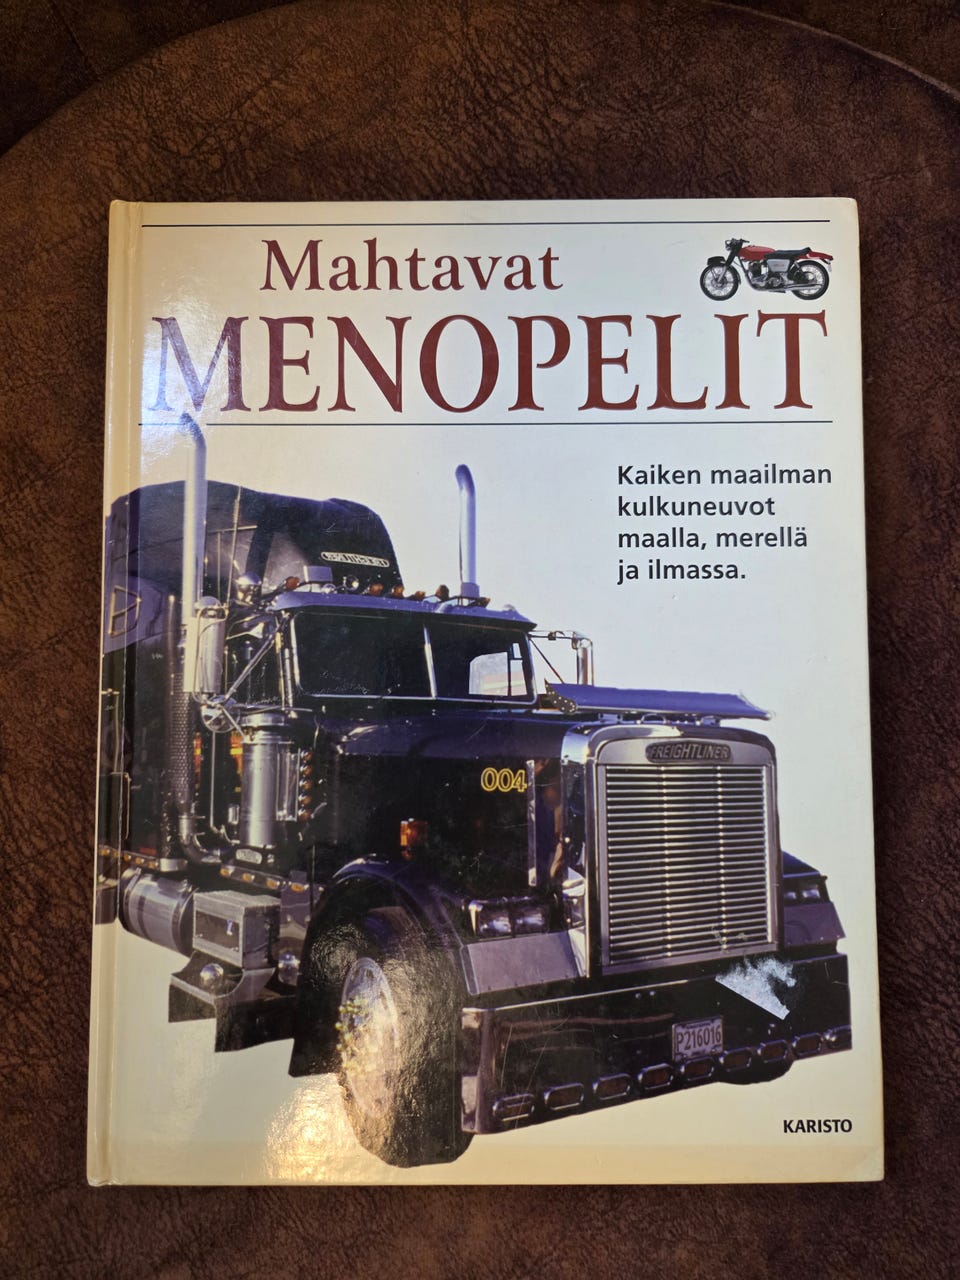 Mahtavat
MENOPELIT
Kaiken maailman
kulkuneuvot
maalla, merellä
ja ilmassa.
FREIGHTLINER
004
P216016
KARISTO